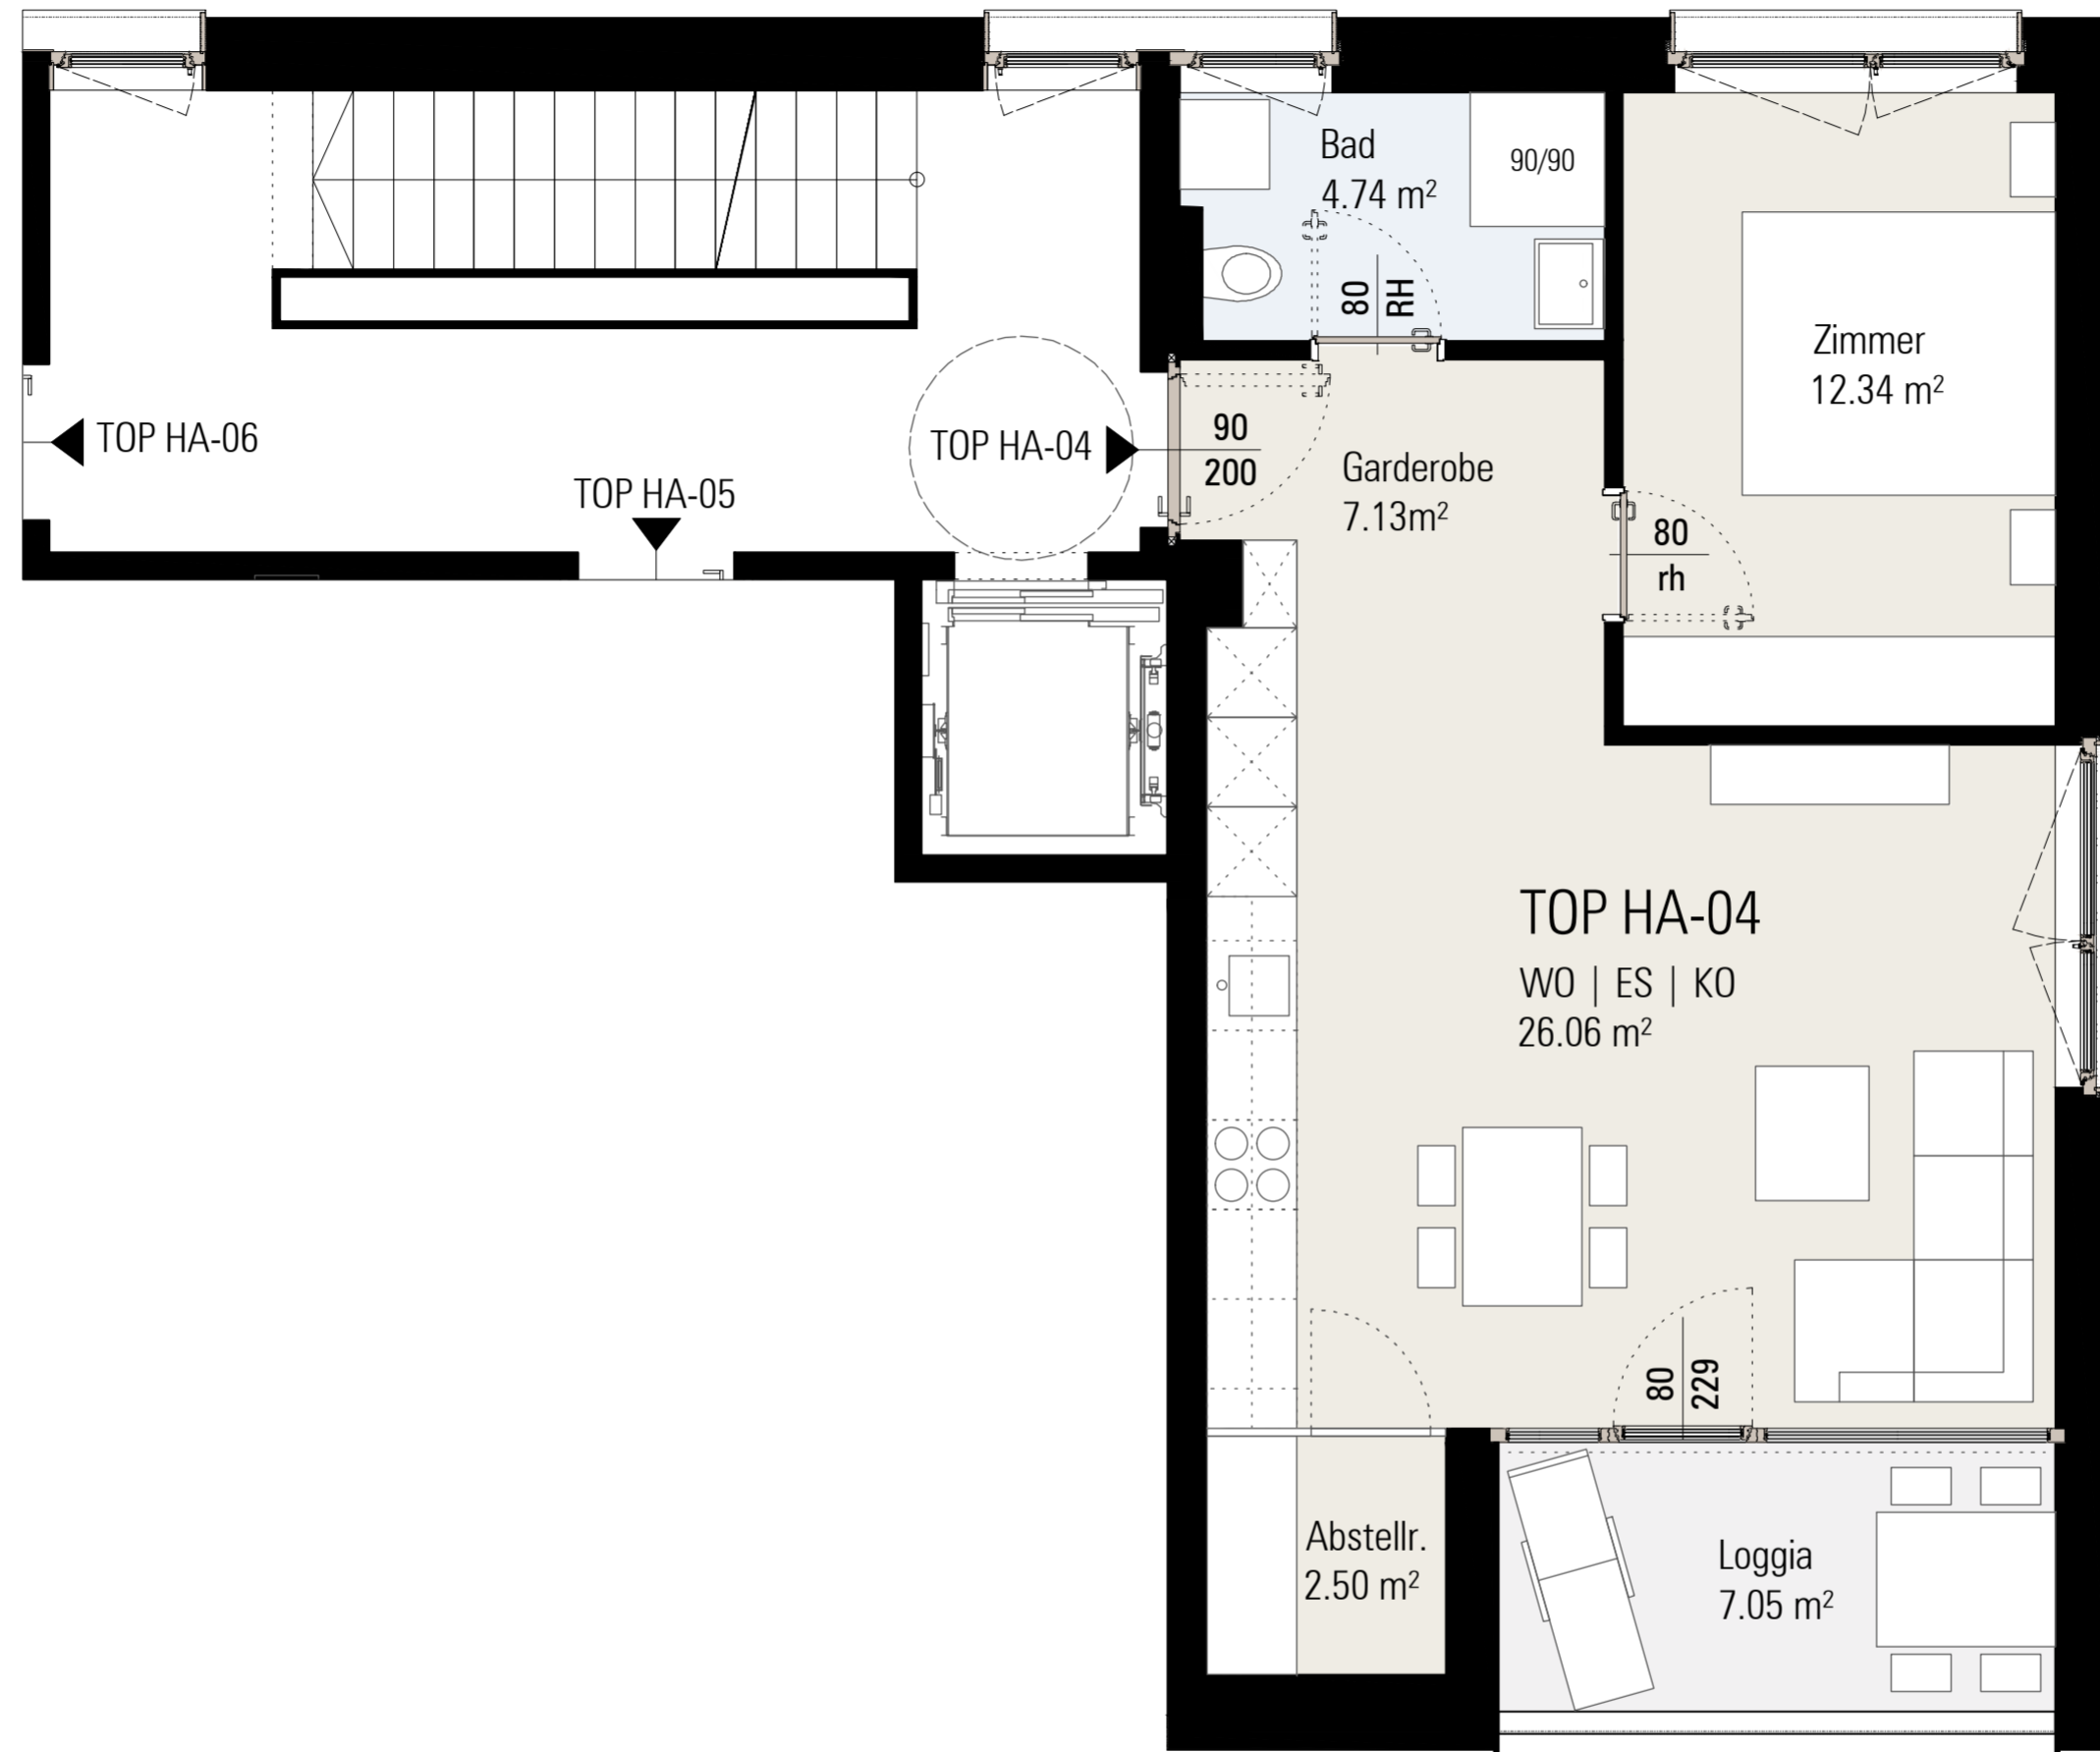 Bad
4.74 m²
90/90
80
RH
Zimmer
12.34 m²
TOP HA-06
TOP HA-05
TOP HA-04
90
200
Garderobe
7.13m²
80
rh
TOP HA-04
WO | ES | KO
26.06 m²
80
229
Abstellr.
2.50 m²
Loggia
7.05 m²